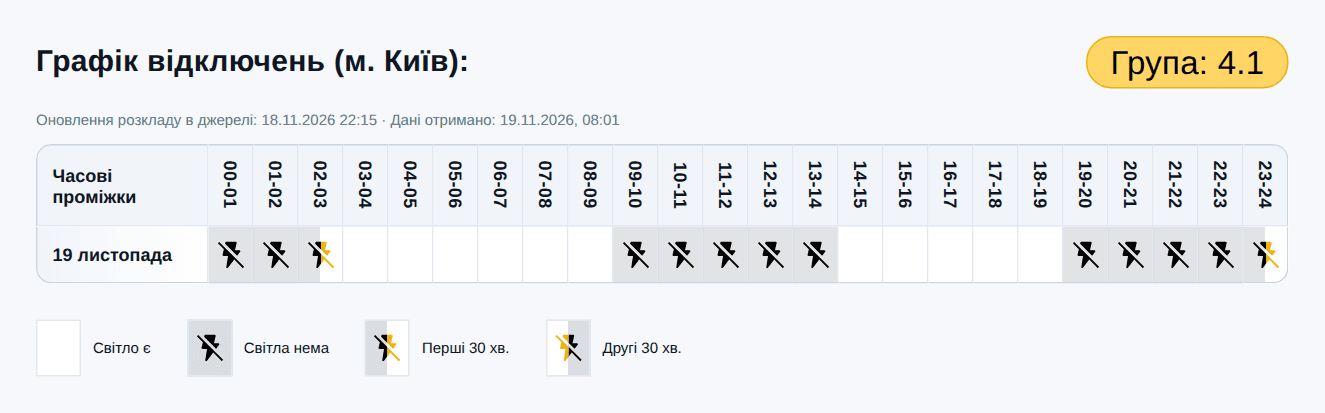 Графік відключень (м. Київ):
Група: 4.1
Оновлення розкладу в джерелі: 18.11.2026 22:15 · Дані отримано: 19.11.2026, 08:01
Часові
проміжки
00-01
01-02
02-03
03-04
04-05
05-06
06-07
07-08
08-09
09-10
10-11
11-12
12-13
13-14
14-15
15-16
16-17
17-18
18-19
19-20
20-21
21-22
22-23
23-24
19 листопада
Світло є
Світла нема
Перші 30 хв.
Другі 30 хв.